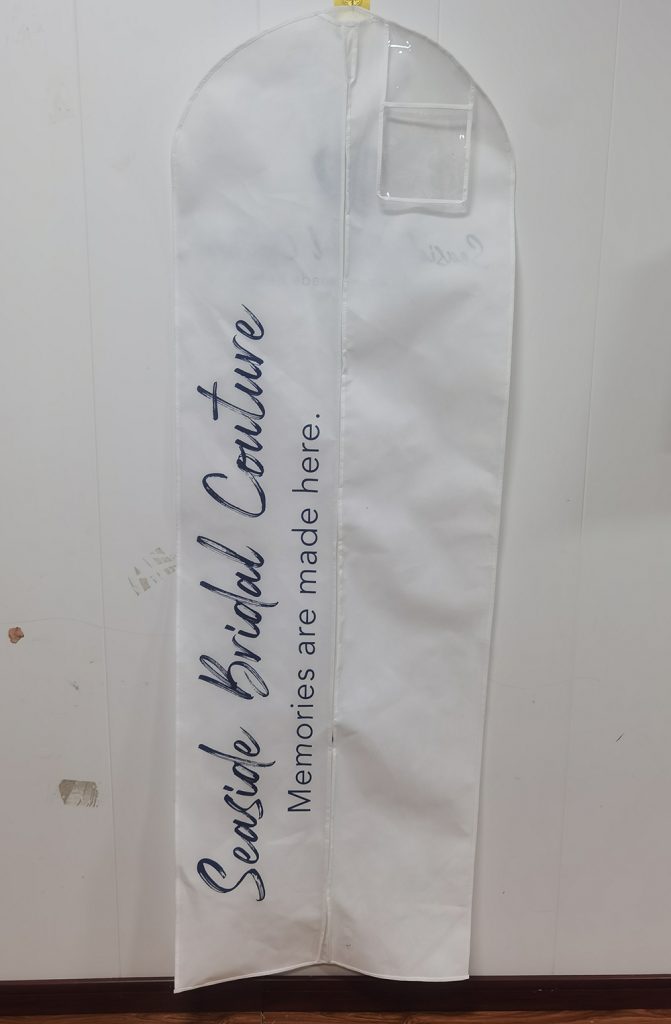 Seaside Bridal Couture
Memories are made here.